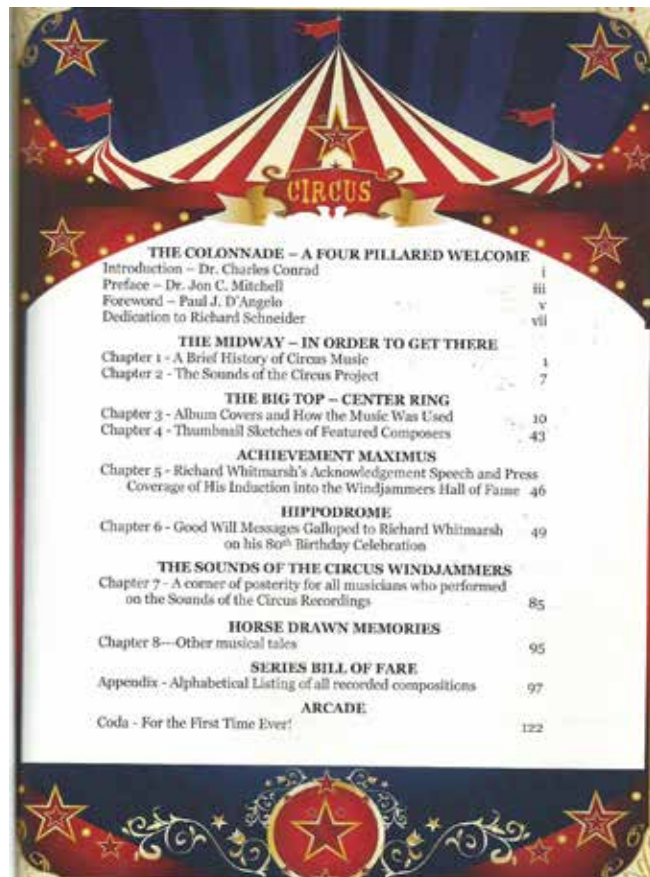 CIRCUS
THE COLONNADE – A FOUR PILLARED WELCOME
Introduction – Dr. Charles Conrad i
Preface – Dr. Jon C. Mitchell iii
Foreword – Paul J. D'Angelo v
Dedication to Richard Schneider vii
THE MIDWAY – IN ORDER TO GET THERE
Chapter 1 - A Brief History of Circus Music 1
Chapter 2 - The Sounds of the Circus Project 7
THE BIG TOP – CENTER RING
Chapter 3 - Album Covers and How the Music Was Used 10
Chapter 4 - Thumbnail Sketches of Featured Composers 43
ACHIEVEMENT MAXIMUS
Chapter 5 - Richard Whitmarsh's Acknowledgement Speech and Press
Coverage of His Induction into the Windjammers Hall of Fame 46
HIPPODROME
Chapter 6 - Good Will Messages Galloped to Richard Whitmarsh 49
on his 80th Birthday Celebration
THE SOUNDS OF THE CIRCUS WINDJAMMERS
Chapter 7 - A corner of posterity for all musicians who performed
on the Sounds of the Circus Recordings 85
HORSE DRAWN MEMORIES
Chapter 8---Other musical tales 95
SERIES BILL OF FARE
Appendix - Alphabetical Listing of all recorded compositions 97
ARCADE
Coda - For the First Time Ever! 122